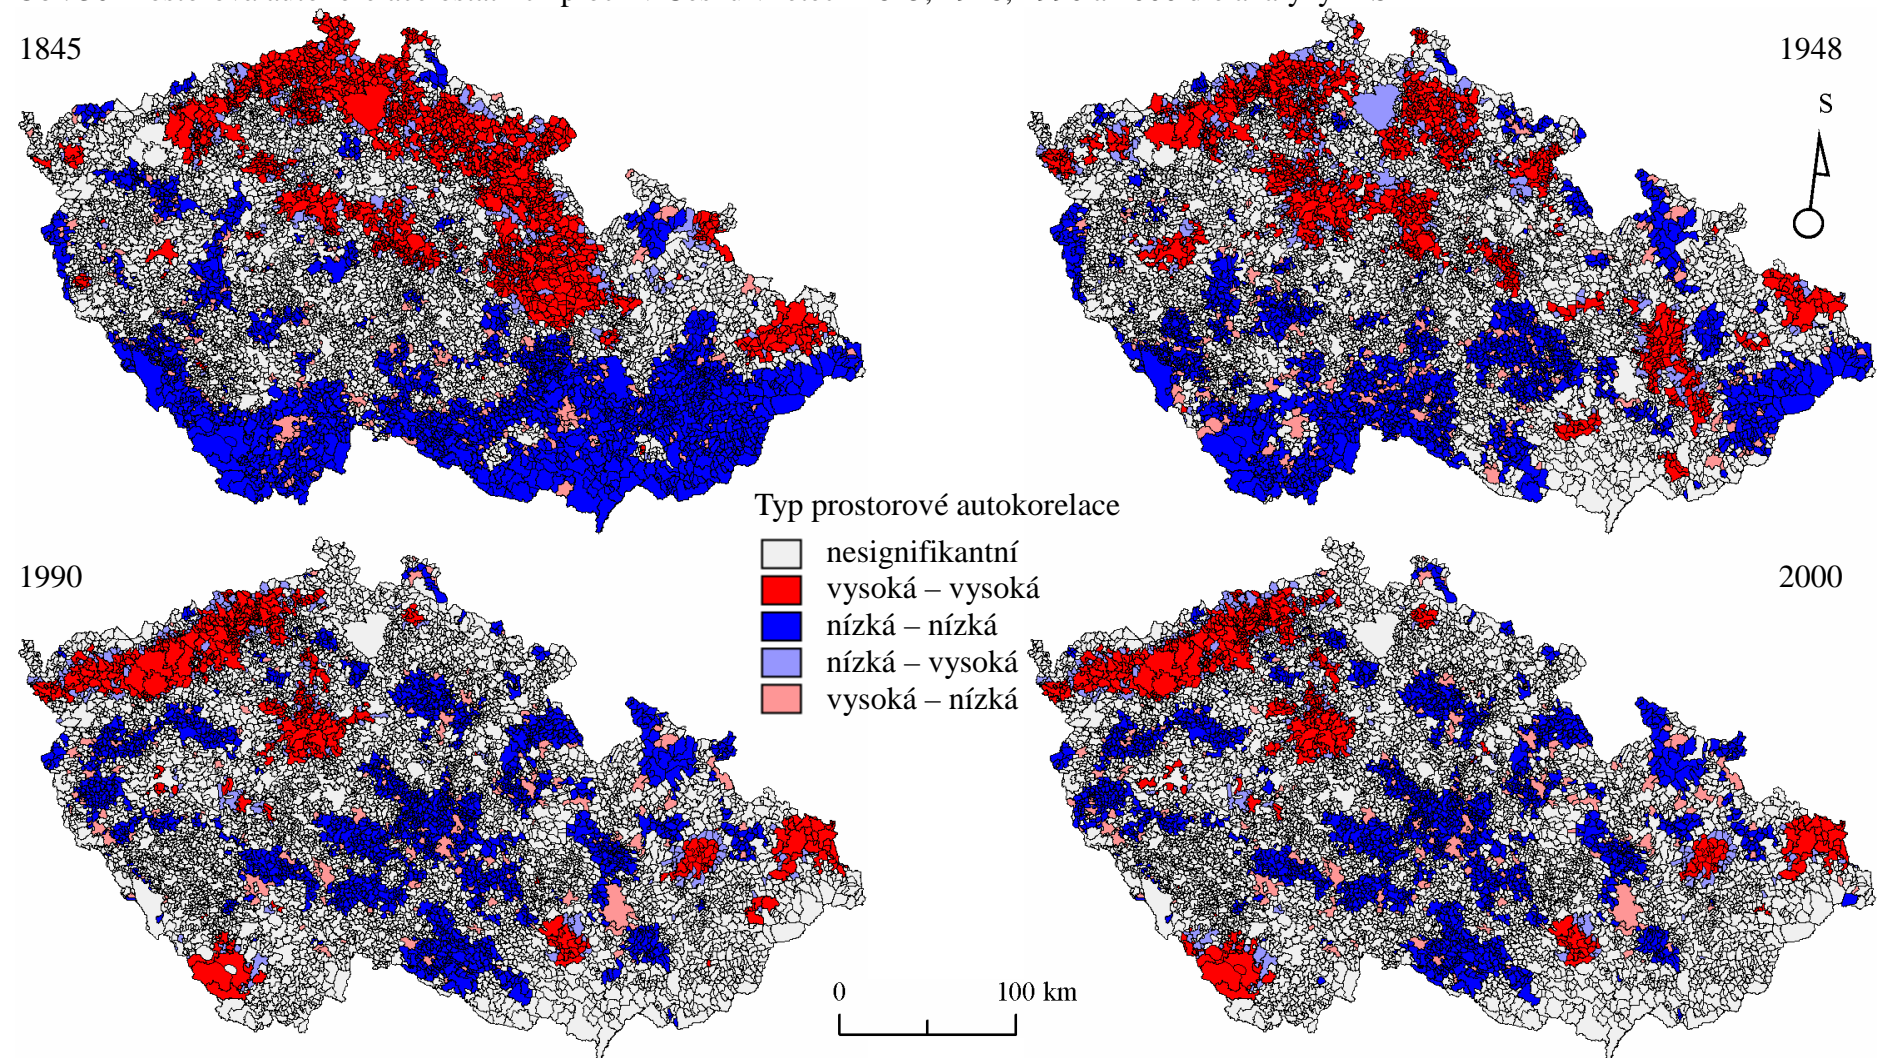 1845
1948
S
Typ prostorové autokorelace
nesignifikantní
vysoká – vysoká
nízká – nízká
nízká – vysoká
vysoká – nízká
1990
2000
0 100 km